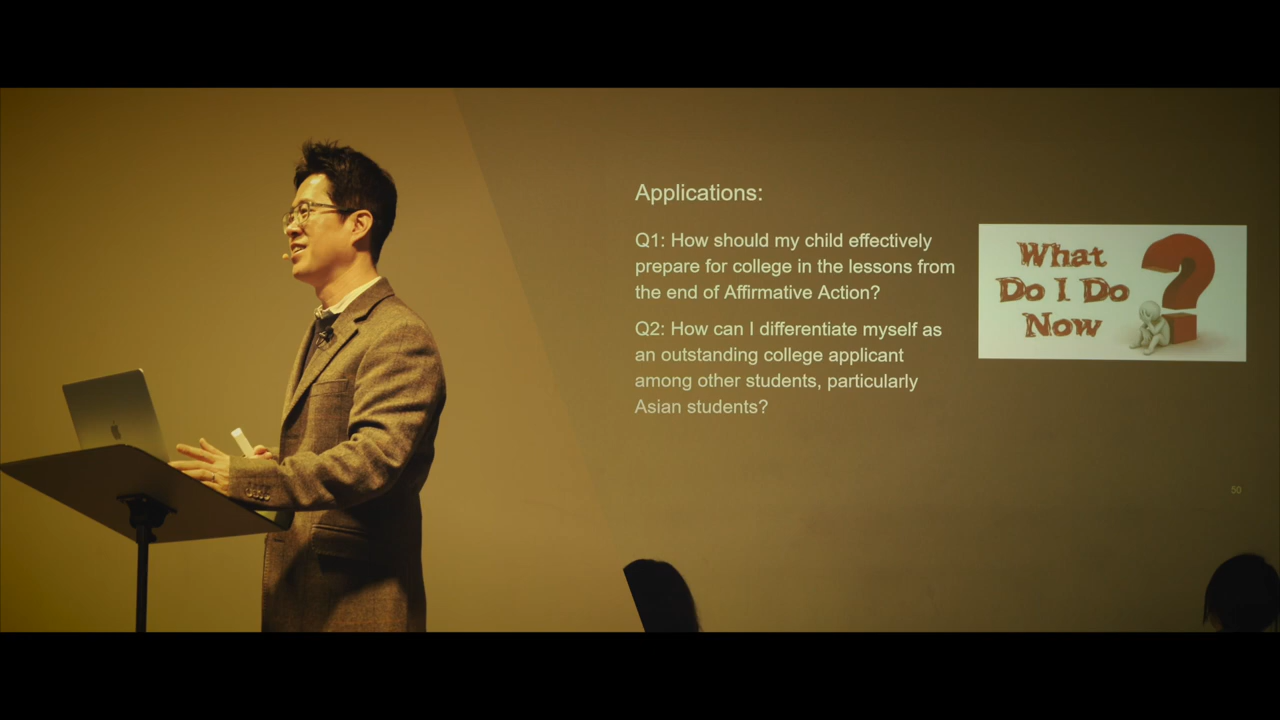 Applications:
Q1: How should my child effectively
prepare for college in the lessons from
the end of Affirmative Action?
Q2: How can I differentiate myself as
an outstanding college applicant
among other students, particularly
Asian students?
What
Do I Do
Now
?
50